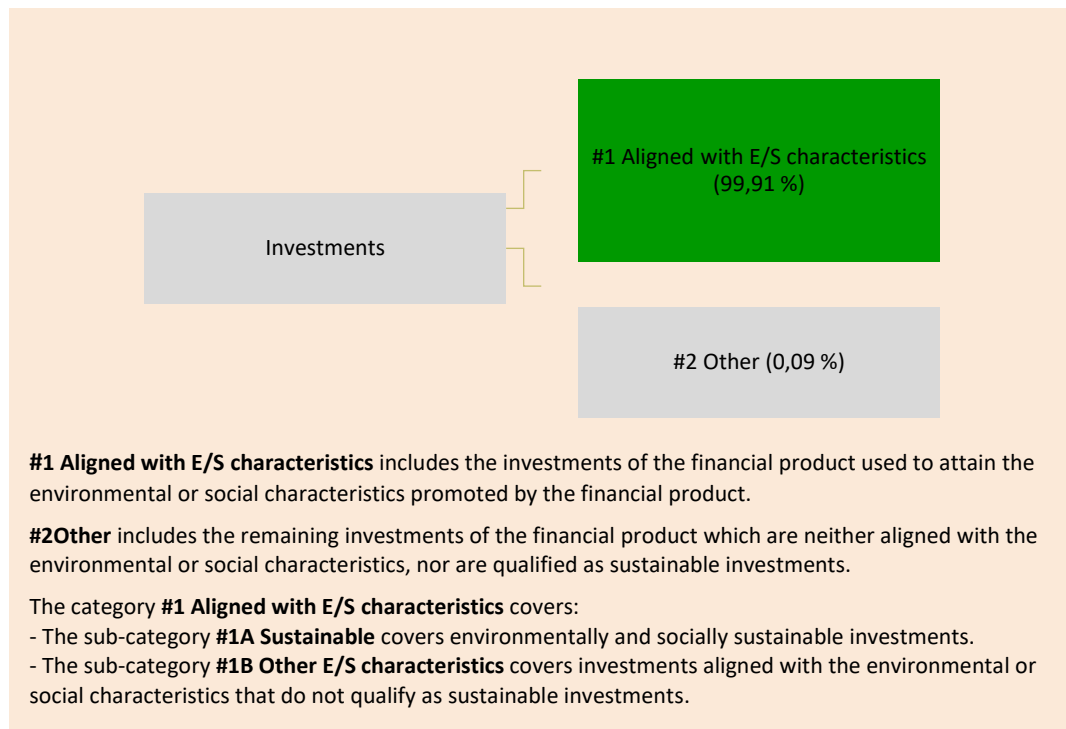 #1 Aligned with E/S characteristics
(99,91 %)
Investments
#2 Other (0,09 %)
#1 Aligned with E/S characteristics includes the investments of the financial product used to attain the
environmental or social characteristics promoted by the financial product.
#2Other includes the remaining investments of the financial product which are neither aligned with the
environmental or social characteristics, nor are qualified as sustainable investments.
The category #1 Aligned with E/S characteristics covers:
- The sub-category #1A Sustainable covers environmentally and socially sustainable investments.
- The sub-category #1B Other E/S characteristics covers investments aligned with the environmental or
social characteristics that do not qualify as sustainable investments.